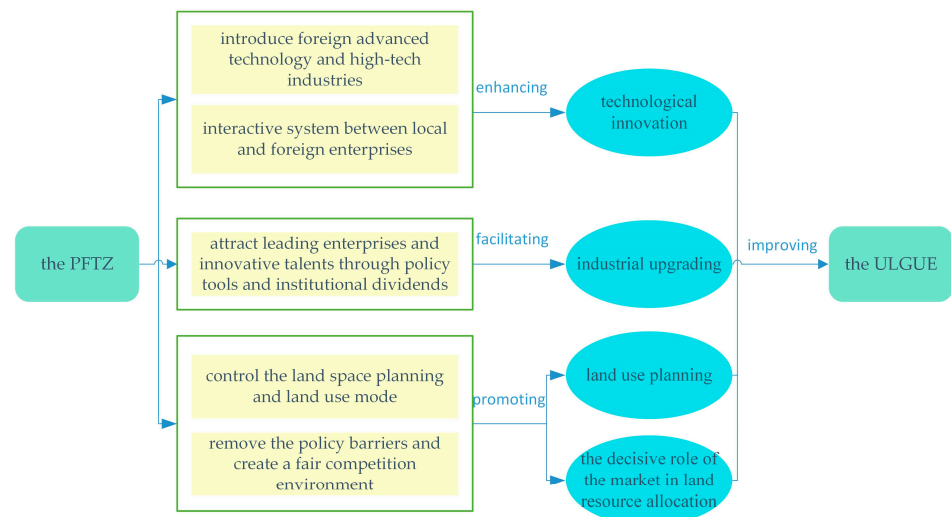 the PFTZ
introduce foreign advanced
technology and high-tech
industries
interactive system between local
and foreign enterprises
enhancing
technological
innovation
attract leading enterprises and
innovative talents through policy
tools and institutional dividends
facilitating
industrial upgrading
control the land space planning
and land use mode
remove the policy barriers and
create a fair competition
environment
promoting
land use planning
the decisive role of
the market in land
resource allocation
improving
the ULGUE